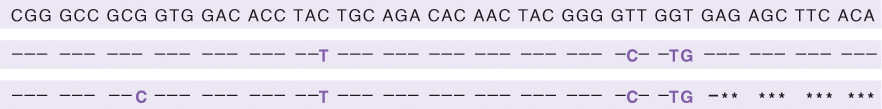 CGG GCC GCG GTG GAC ACC TAC TGC AGA CAC AAC TAC GGG GTT GGT GAG AGC TTC ACA
––– ––– ––– ––– ––– ––– ––T ––– ––– ––– ––– ––– ––– –C– –TG ––– ––– ––– –––
––– ––– ––C ––– ––– ––– ––T ––– ––– ––– ––– ––– ––– –C– –TG –** *** *** ***